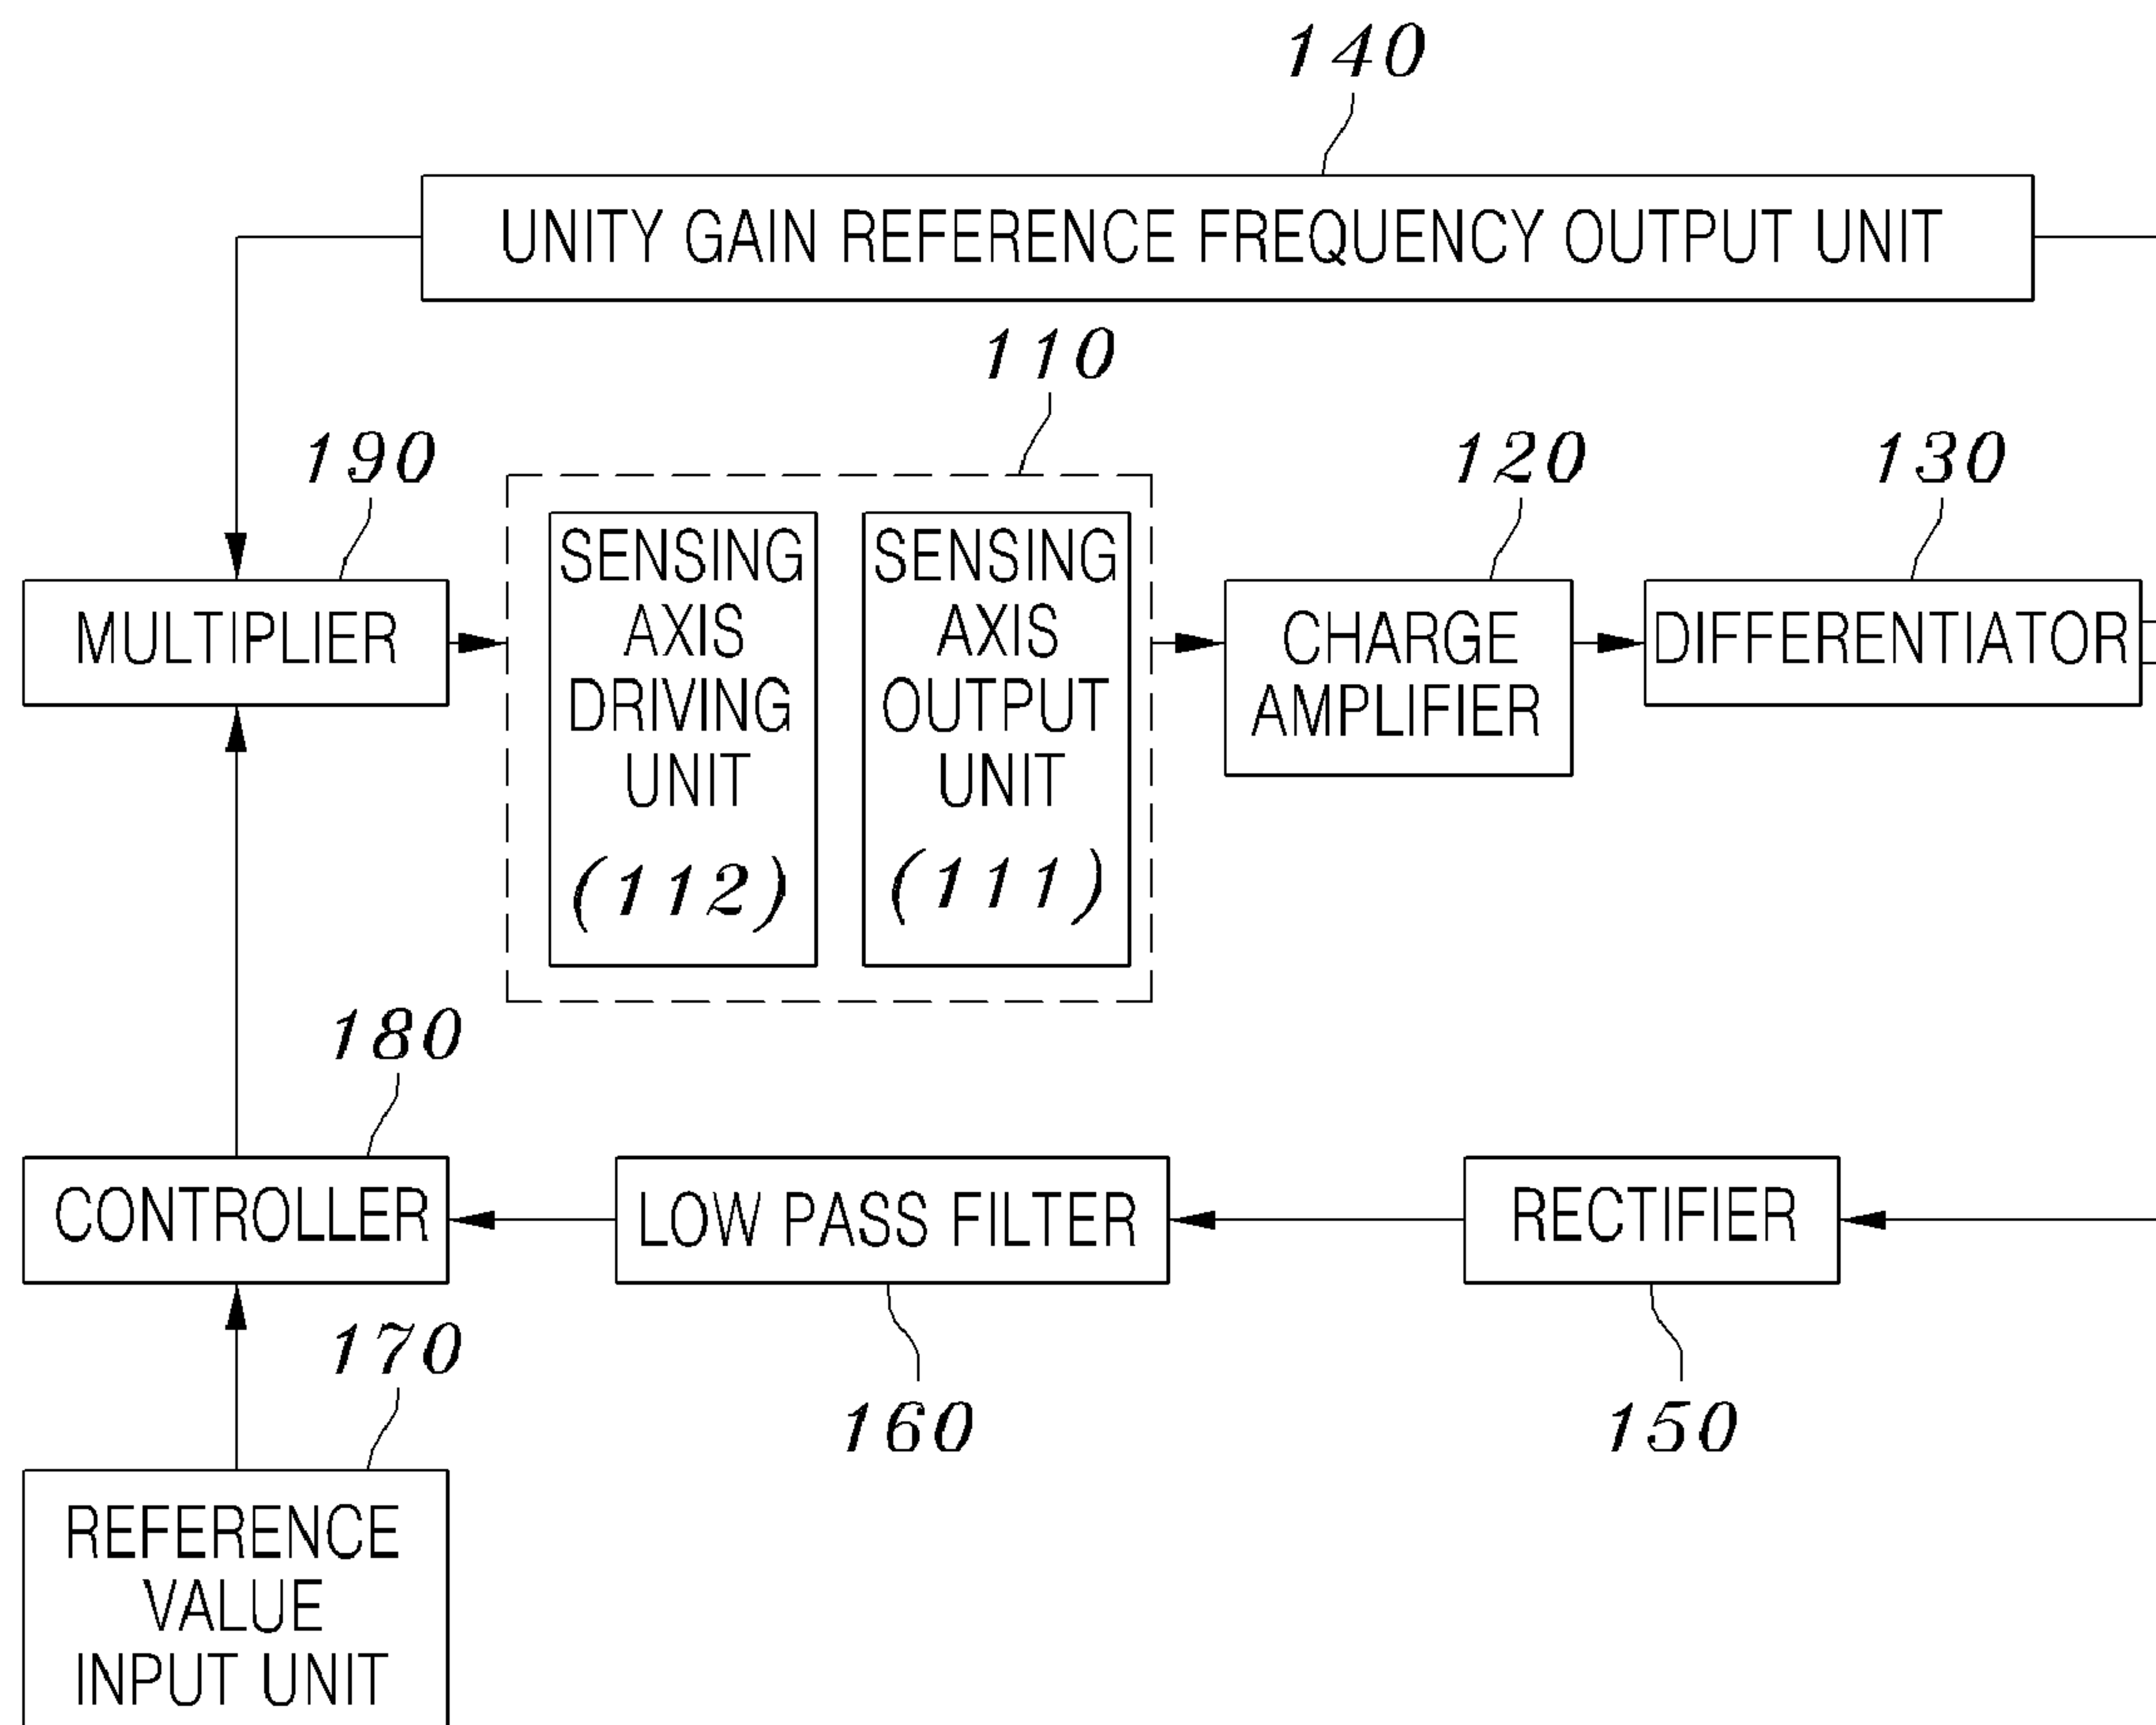 140
UNITY GAIN REFERENCE FREQUENCY OUTPUT UNIT
110
190
120
130
MULTIPLIER
SENSING
AXIS
DRIVING
UNIT
(112)
SENSING
AXIS
OUTPUT
UNIT
(111)
CHARGE
AMPLIFIER
DIFFERENTIATOR
180
CONTROLLER
LOW PASS FILTER
RECTIFIER
170
160
150
REFERENCE
VALUE
INPUT UNIT